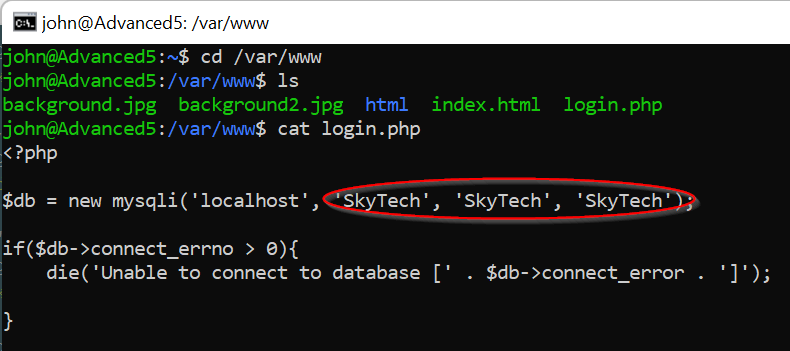 john@Advanced5: /var/www
john@Advanced5:~$ cd /var/www
john@Advanced5:/var/www$ ls
background.jpg  background2.jpg  html  index.html  login.php
john@Advanced5:/var/www$ cat login.php
<?php
$db = new mysqli('localhost', 'SkyTech', 'SkyTech', 'SkyTech');
if($db->connect_errno > 0){
    die('Unable to connect to database [' . $db->connect_error . ']');
}